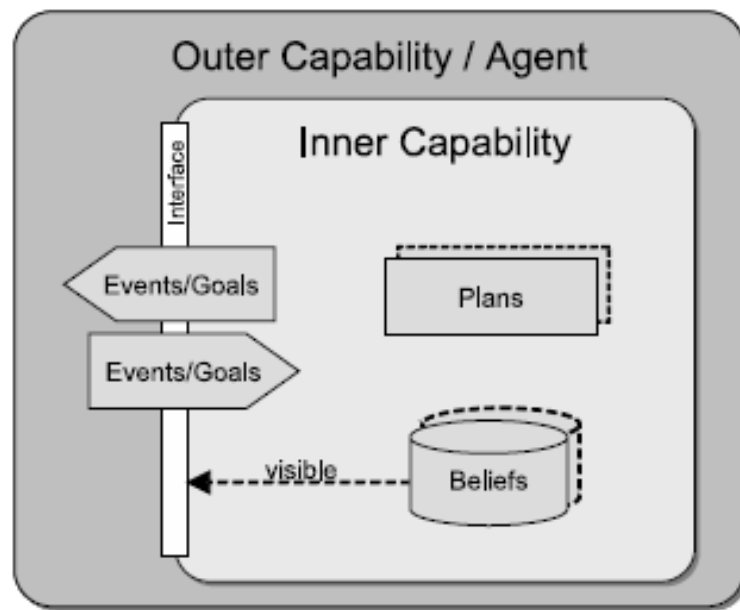 Outer Capability / Agent
Inner Capability
Interface
Events/Goals
Plans
Events/Goals
visible
Beliefs